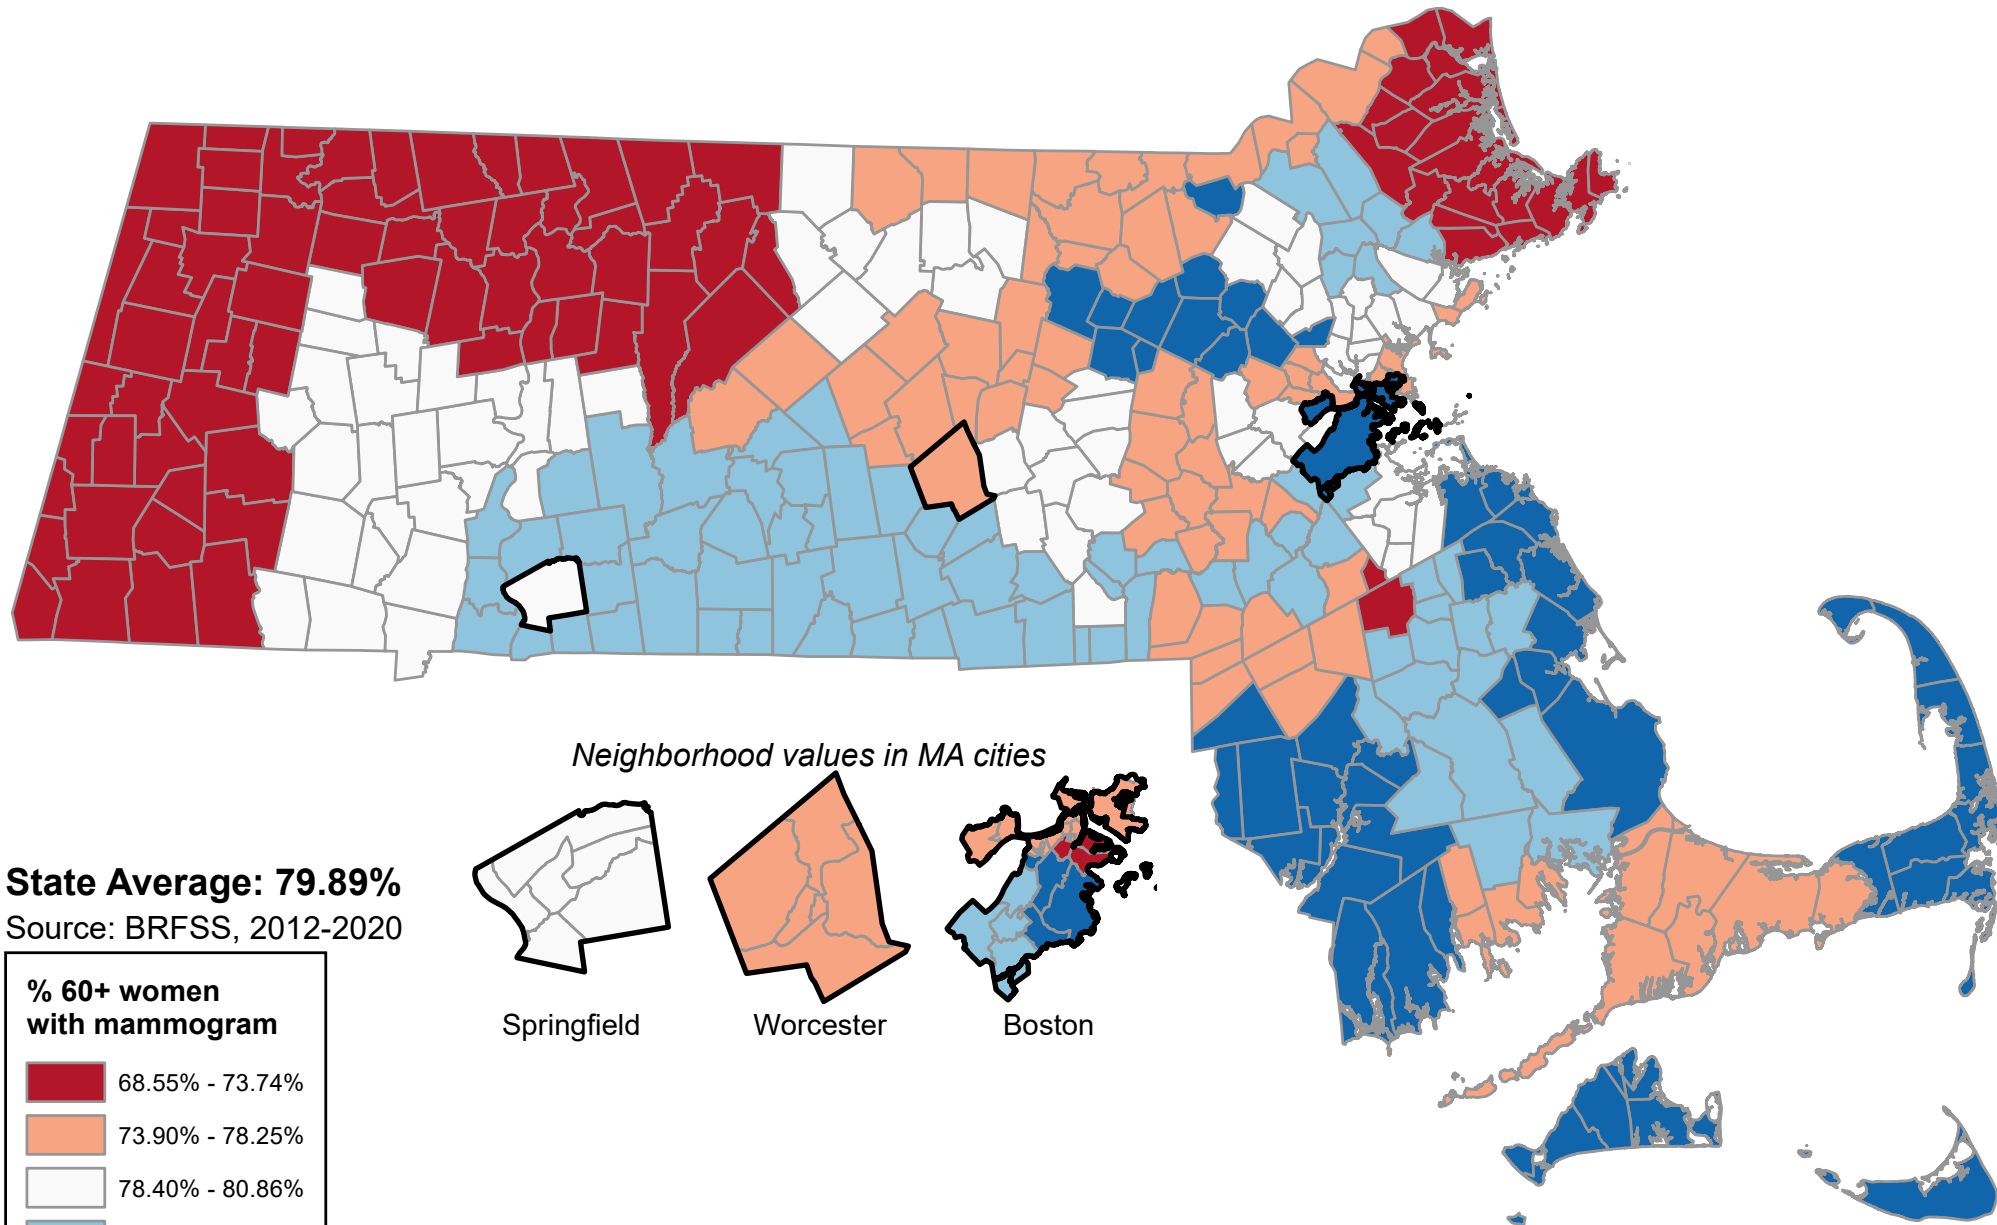 Neighborhood values in MA cities
State Average: 79.89%
Source: BRFSS, 2012-2020
% 60+ women
with mammogram
68.55% - 73.74%
73.90% - 78.25%
78.40% - 80.86%
Springfield
Worcester
Boston